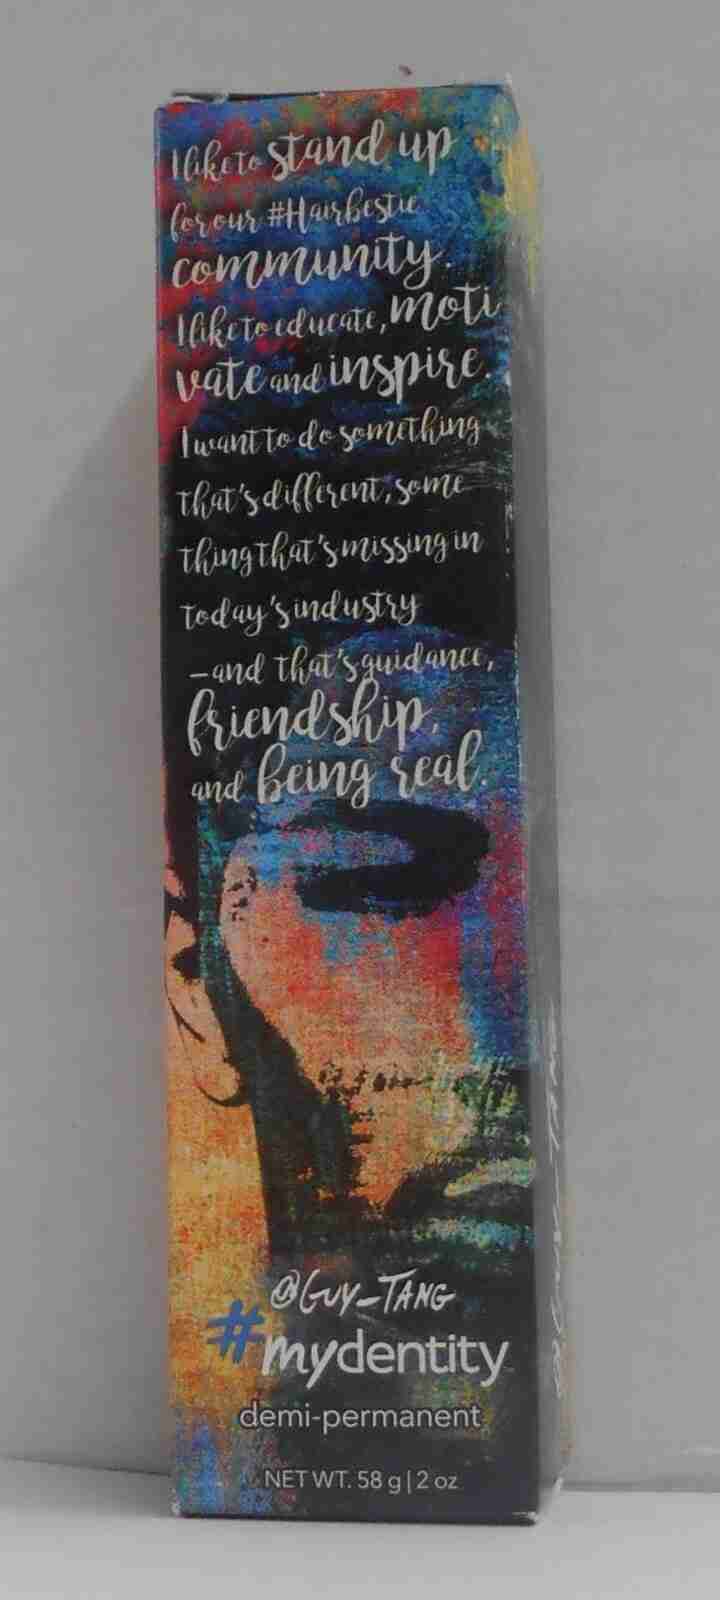 I like to stand up
for our #Hairbestie
community.
I like to educate, moti
vate and inspire.
I want to do something
that's different, some
thing that's missing in
today's industry
–and that's guidance,
friendship,
and being real.
@GUY_TANG
#mydentity
demi-permanent
NET WT. 58 g | 2 oz